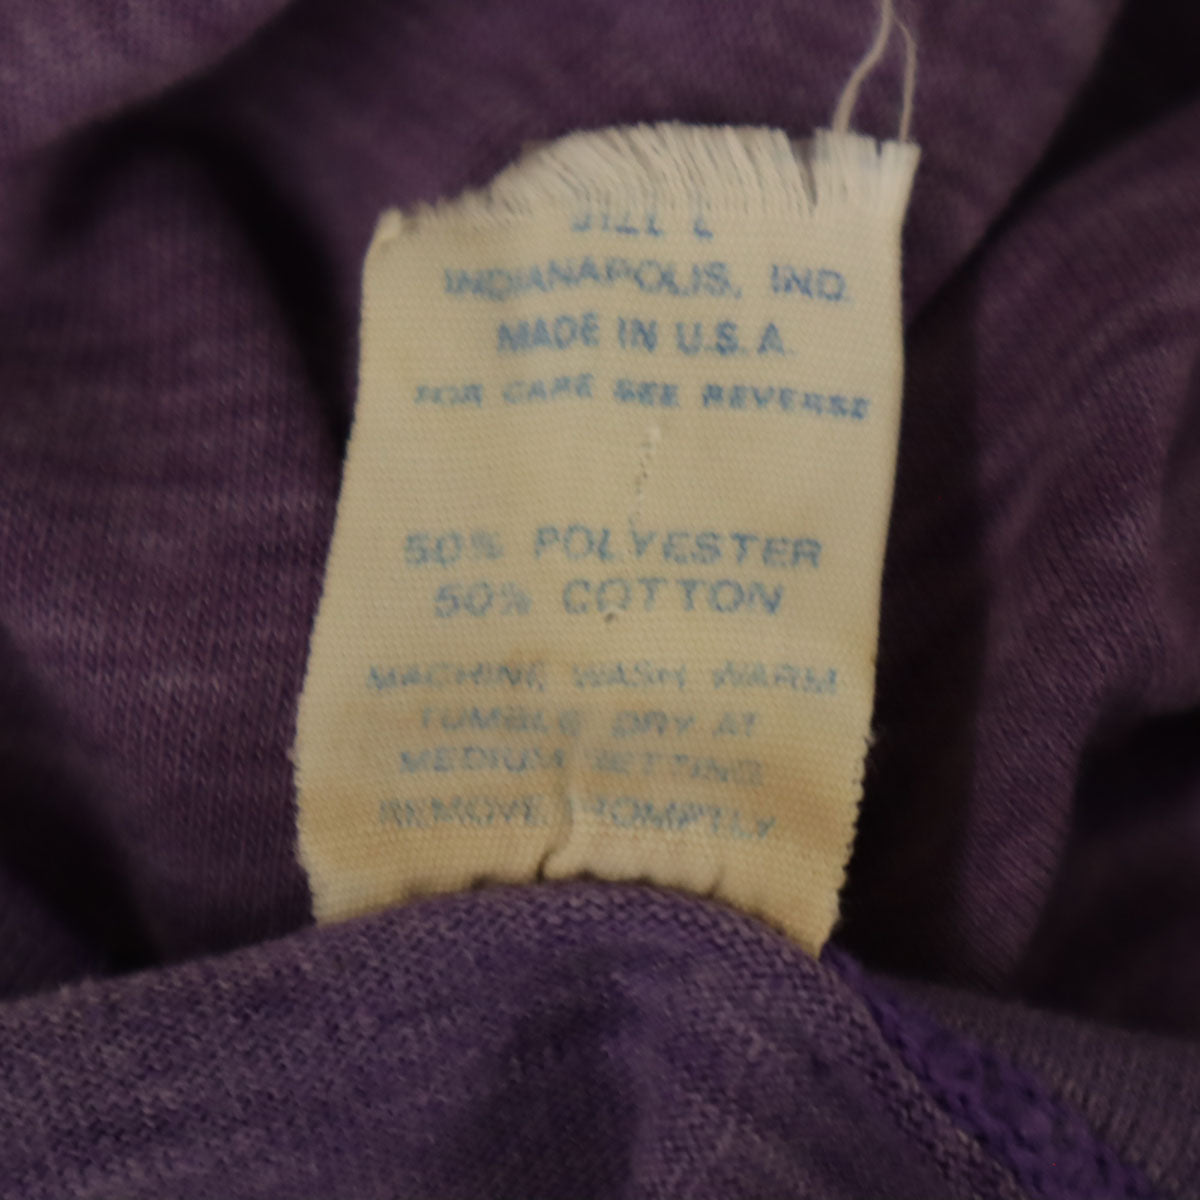 INDIANAPOLIS, IND.
MADE IN U.S.A.
FOR CARE SEE REVERSE
50% POLYESTER
50% COTTON
MACHINE WASH WARM
TUMBLE DRY AT
MEDIUM SETTING
REMOVE PROMPTLY